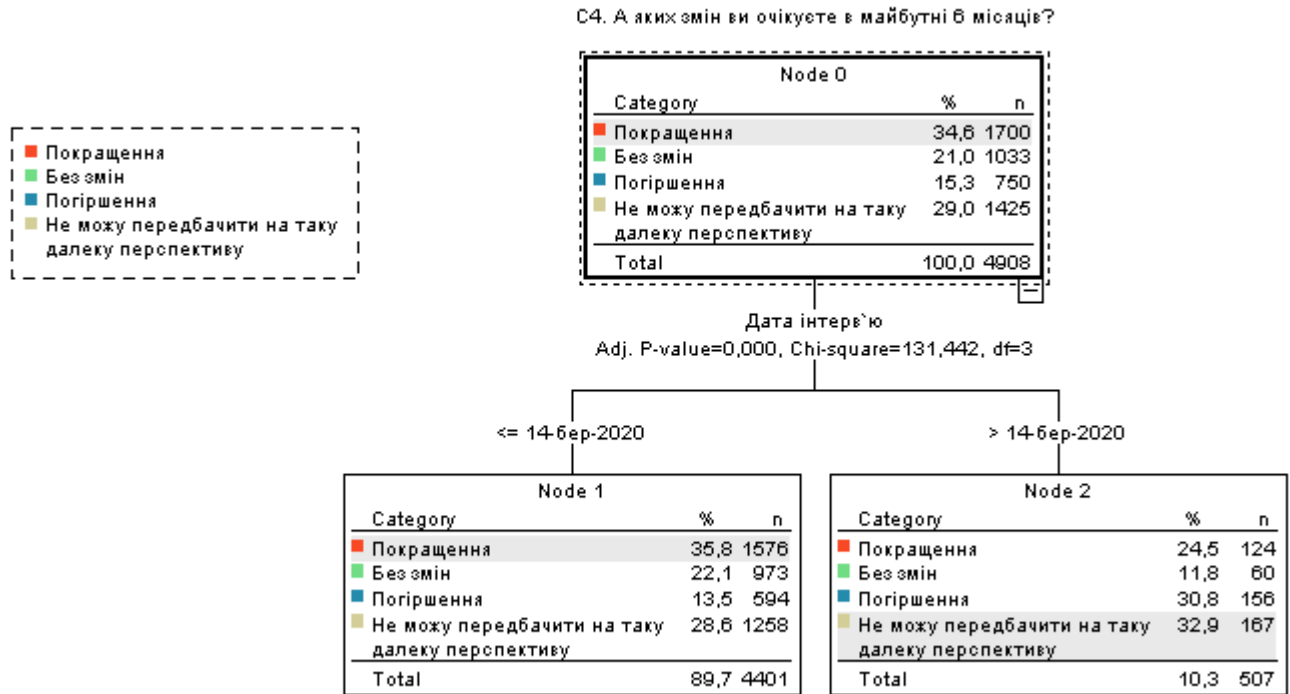 С4. А яких змін ви очікуєте в майбутні 6 місяців?
Покращення
Без змін
Погіршення
Не можу передбачити на таку
далеку перспективу
Node 0
Category % n
Покращення 34,6 1700
Без змін 21,0 1033
Погіршення 15,3 750
Не можу передбачити на таку 29,0 1425
далеку перспективу
Total 100,0 4908
Дата інтерв`ю
Adj. P-value=0,000, Chi-square=131,442, df=3
<= 14-бер-2020
> 14-бер-2020
Node 1
Category % n
Покращення 35,8 1576
Без змін 22,1 973
Погіршення 13,5 594
Не можу передбачити на таку 28,6 1258
далеку перспективу
Total 89,7 4401
Node 2
Category % n
Покращення 24,5 124
Без змін 11,8 60
Погіршення 30,8 156
Не можу передбачити на таку 32,9 167
далеку перспективу
Total 10,3 507